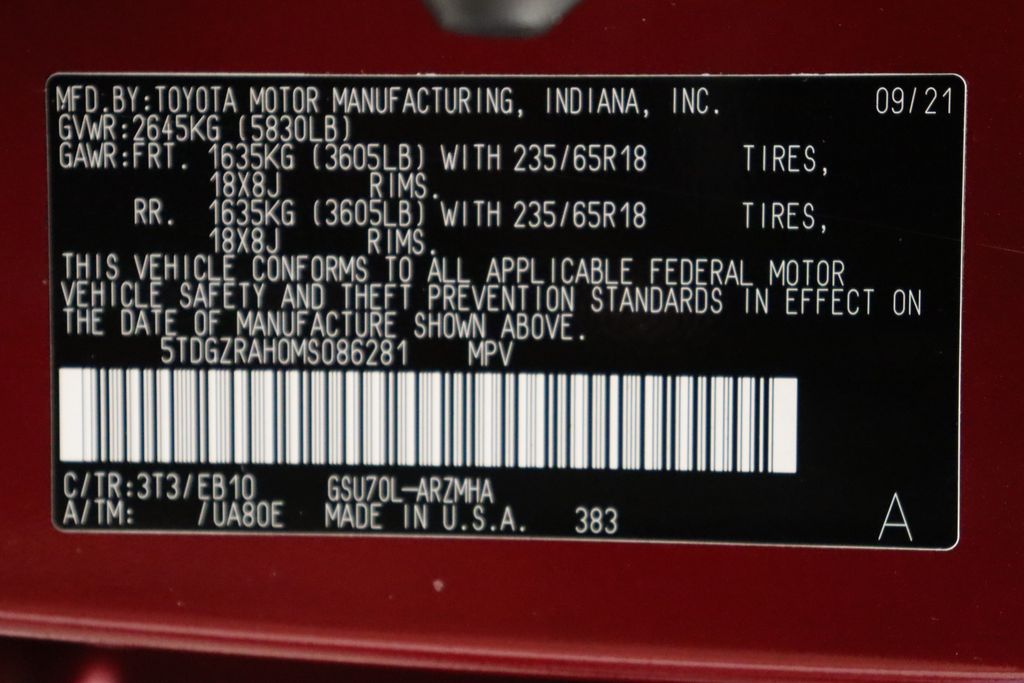 MFD.BY:TOYOTA MOTOR MANUFACTURING, INDIANA, INC. 09/21
GVWR:2645KG (5830LB)
GAWR:FRT. 1635KG (3605LB) WITH 235/65R18 TIRES,
18X8J RIMS.
RR. 1635KG (3605LB) WITH 235/65R18 TIRES,
18X8J RIMS.
THIS VEHICLE CONFORMS TO ALL APPLICABLE FEDERAL MOTOR
VEHICLE SAFETY AND THEFT PREVENTION STANDARDS IN EFFECT ON
THE DATE OF MANUFACTURE SHOWN ABOVE.
5TDGZRAH0MS086281 MPV
C/TR:3T3/EB10 GSU70L-ARZMHA
A/TM: /UA80E MADE IN U.S.A. 383 A